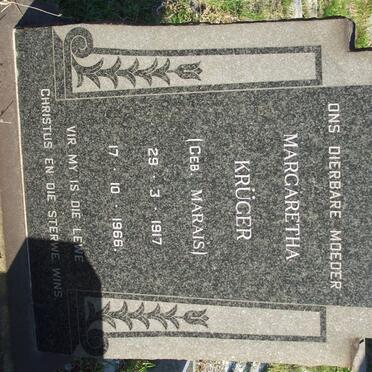 ONS DIERBARE MOEDER
MARGARETHA
KRÜGER
(GEB. MARAIS)
29 · 3 · 1917
17 · 10 · 1966.
VIR MY IS DIE LEWE
CHRISTUS EN DIE STERWE WINS.